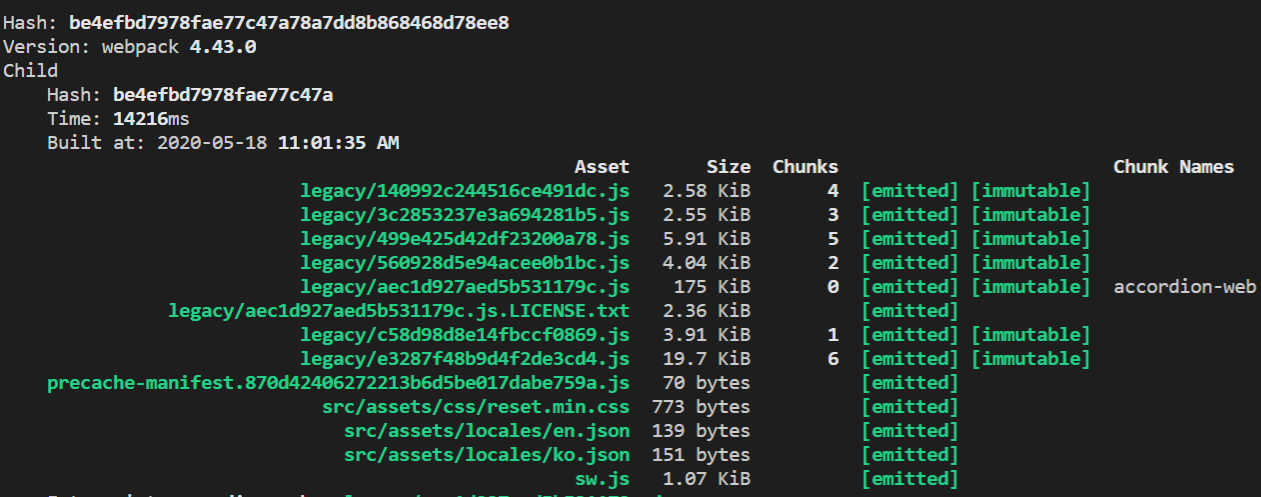 Hash: be4efbd7978fae77c47a78a7dd8b868468d78ee8
Version: webpack 4.43.0
Child
Hash: be4efbd7978fae77c47a
Time: 14216ms
Built at: 2020-05-18 11:01:35 AM
Asset Size Chunks Chunk Names
legacy/140992c244516ce491dc.js 2.58 KiB 4 [emitted] [immutable]
legacy/3c2853237e3a694281b5.js 2.55 KiB 3 [emitted] [immutable]
legacy/499e425d42df23200a78.js 5.91 KiB 5 [emitted] [immutable]
legacy/560928d5e94acee0b1bc.js 4.04 KiB 2 [emitted] [immutable]
legacy/aec1d927aed5b531179c.js 175 KiB 0 [emitted] [immutable] accordion-web
legacy/aec1d927aed5b531179c.js.LICENSE.txt 2.36 KiB [emitted]
legacy/c58d98d8e14fbccf0869.js 3.91 KiB 1 [emitted] [immutable]
legacy/e3287f48b9d4f2de3cd4.js 19.7 KiB 6 [emitted] [immutable]
precache-manifest.870d42406272213b6d5be017dabe759a.js 70 bytes [emitted]
src/assets/css/reset.min.css 773 bytes [emitted]
src/assets/locales/en.json 139 bytes [emitted]
src/assets/locales/ko.json 151 bytes [emitted]
sw.js 1.07 KiB [emitted]